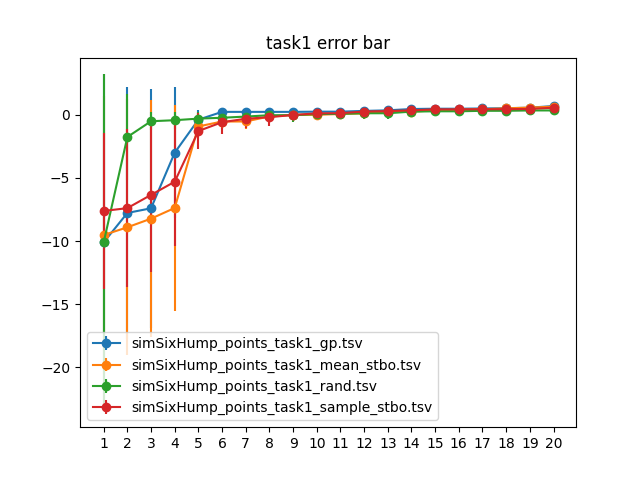 task1 error bar
0
−5
−10
−15
−20
simSixHump_points_task1_gp.tsv
simSixHump_points_task1_mean_stbo.tsv
simSixHump_points_task1_rand.tsv
simSixHump_points_task1_sample_stbo.tsv
1 2 3 4 5 6 7 8 9 10 11 12 13 14 15 16 17 18 19 20